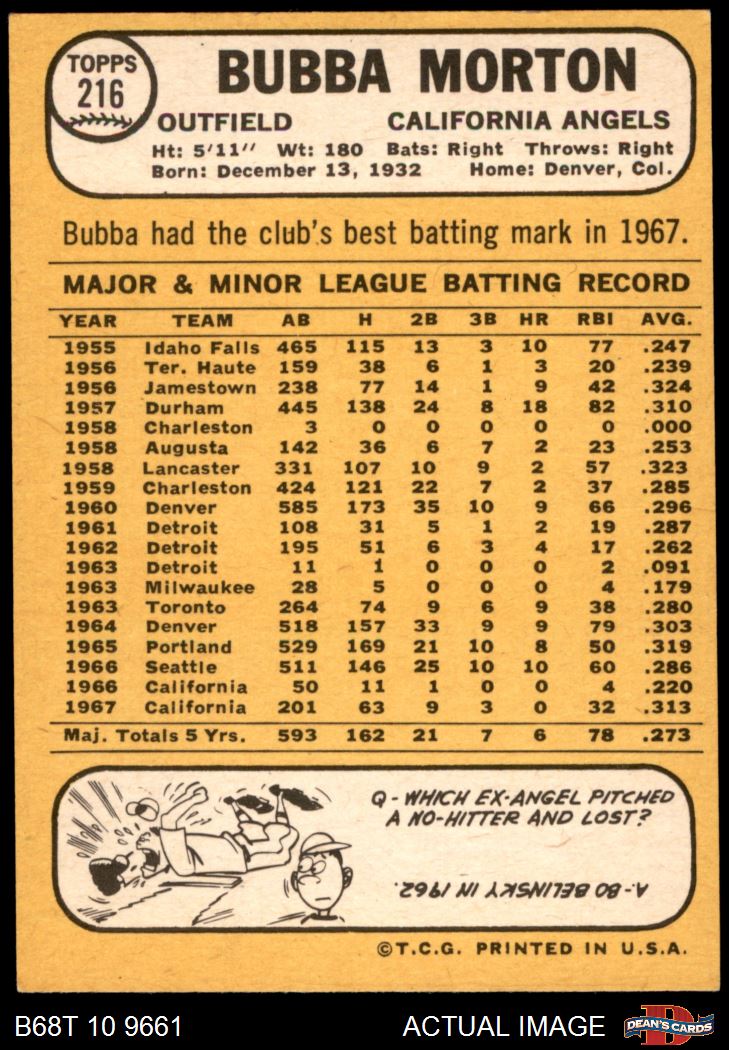 TOPPS
216
BUBBA MORTON
OUTFIELD CALIFORNIA ANGELS
Ht: 5'11" Wt: 180 Bats: Right Throws: Right
Born: December 13, 1932 Home: Denver, Col.
Bubba had the club's best batting mark in 1967.
MAJOR & MINOR LEAGUE BATTING RECORD
YEAR TEAM AB H 2B 3B HR RBI AVG.
1955 Idaho Falls 465 115 13 3 10 77 .247
1956 Ter. Haute 159 38 6 1 3 20 .239
1956 Jamestown 238 77 14 1 9 42 .324
1957 Durham 445 138 24 8 18 82 .310
1958 Charleston 3 0 0 0 0 0 .000
1958 Augusta 142 36 6 7 2 23 .253
1958 Lancaster 331 107 10 9 2 57 .323
1959 Charleston 424 121 22 7 2 37 .285
1960 Denver 585 173 35 10 9 66 .296
1961 Detroit 108 31 5 1 2 19 .287
1962 Detroit 195 51 6 3 4 17 .262
1963 Detroit 11 1 0 0 0 2 .091
1963 Milwaukee 28 5 0 0 0 4 .179
1963 Toronto 264 74 9 6 9 38 .280
1964 Denver 518 157 33 9 9 79 .303
1965 Portland 529 169 21 10 8 50 .319
1966 Seattle 511 146 25 10 10 60 .286
1966 California 50 11 1 0 0 4 .220
1967 California 201 63 9 3 0 32 .313
Maj. Totals 5 Yrs. 593 162 21 7 6 78 .273
Q - WHICH EX-ANGEL PITCHED
A NO-HITTER AND LOST?
A - BO BELINSKY IN 1962.
© T.C.G. PRINTED IN U.S.A.
B68T 10 9661 ACTUAL IMAGE
D
DEAN'S CARDS